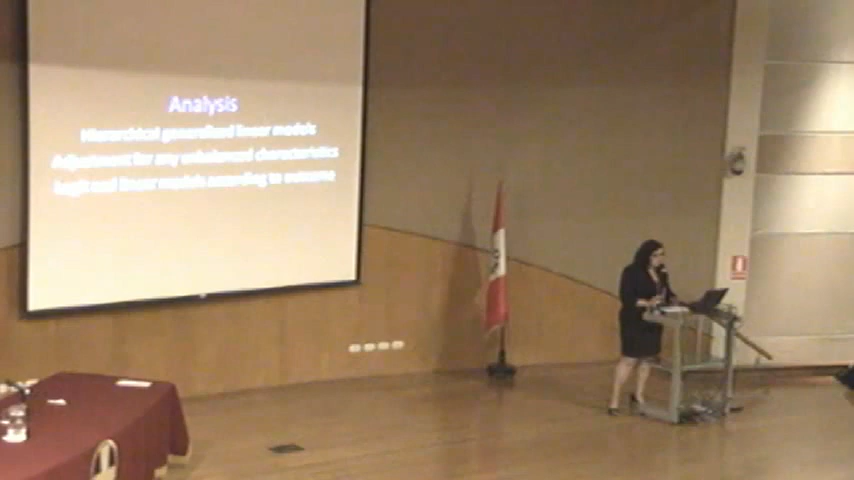 Analysis
Hierarchical generalized linear models
Adjustment for any unbalanced characteristics
Logit and linear models according to outcome